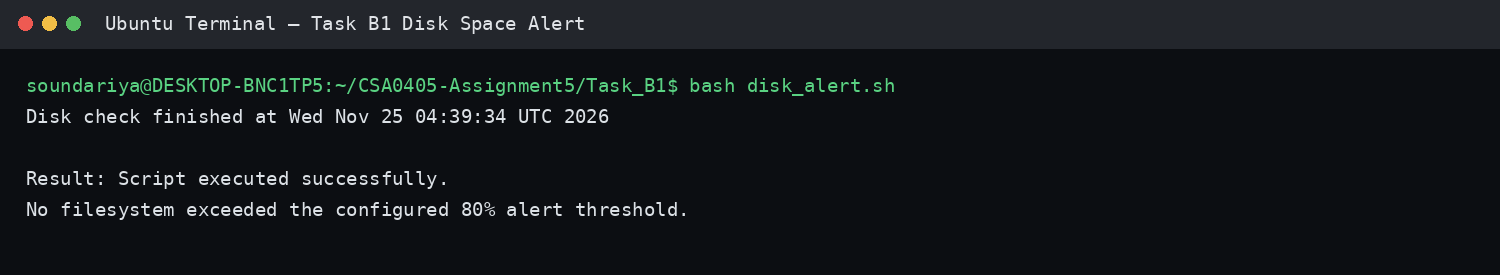 Ubuntu Terminal — Task B1 Disk Space Alert
soundariya@DESKTOP-BNC1TP5:~/CSA0405-Assignment5/Task_B1$ bash disk_alert.sh
Disk check finished at Wed Nov 25 04:39:34 UTC 2026
Result: Script executed successfully.
No filesystem exceeded the configured 80% alert threshold.